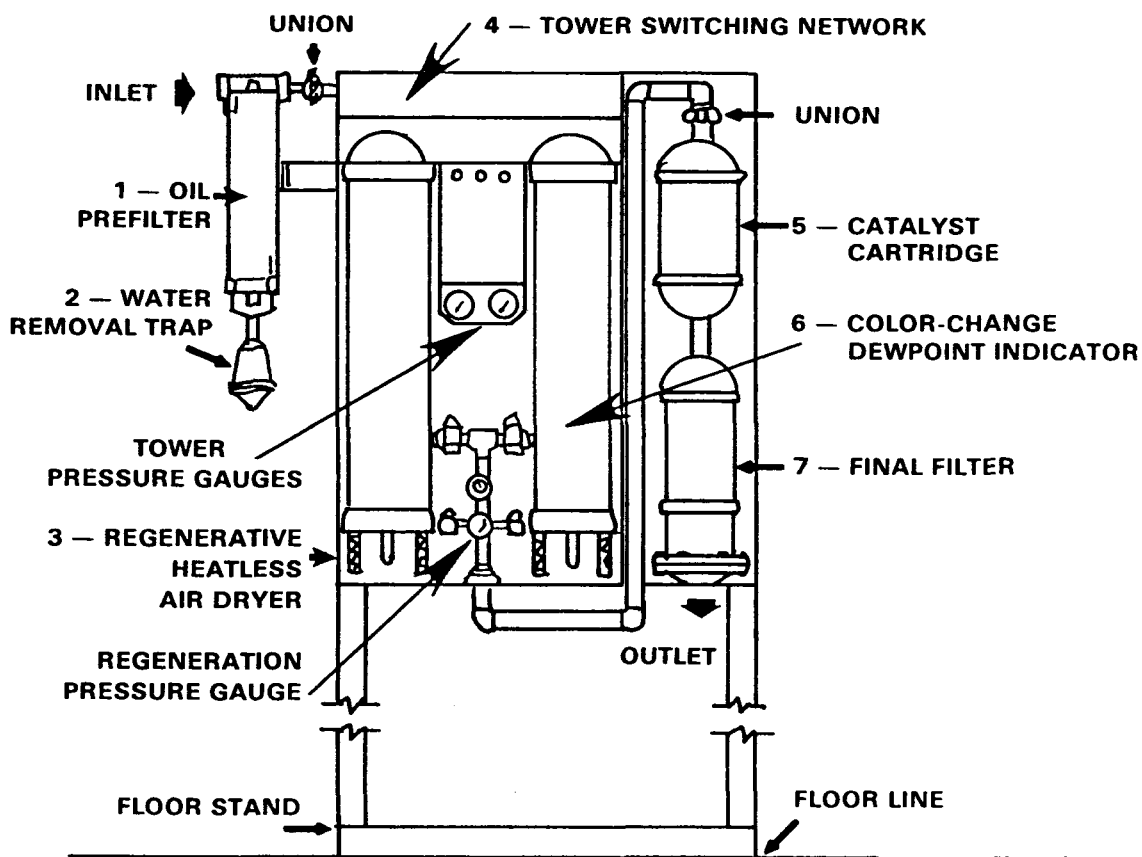 UNION
4 — TOWER SWITCHING NETWORK
INLET
UNION
1 — OIL
PREFILTER
5 — CATALYST
CARTRIDGE
2 — WATER
REMOVAL TRAP
6 — COLOR-CHANGE
DEWPOINT INDICATOR
TOWER
PRESSURE GAUGES
7 — FINAL FILTER
3 — REGENERATIVE
HEATLESS
AIR DRYER
OUTLET
REGENERATION
PRESSURE GAUGE
FLOOR STAND
FLOOR LINE